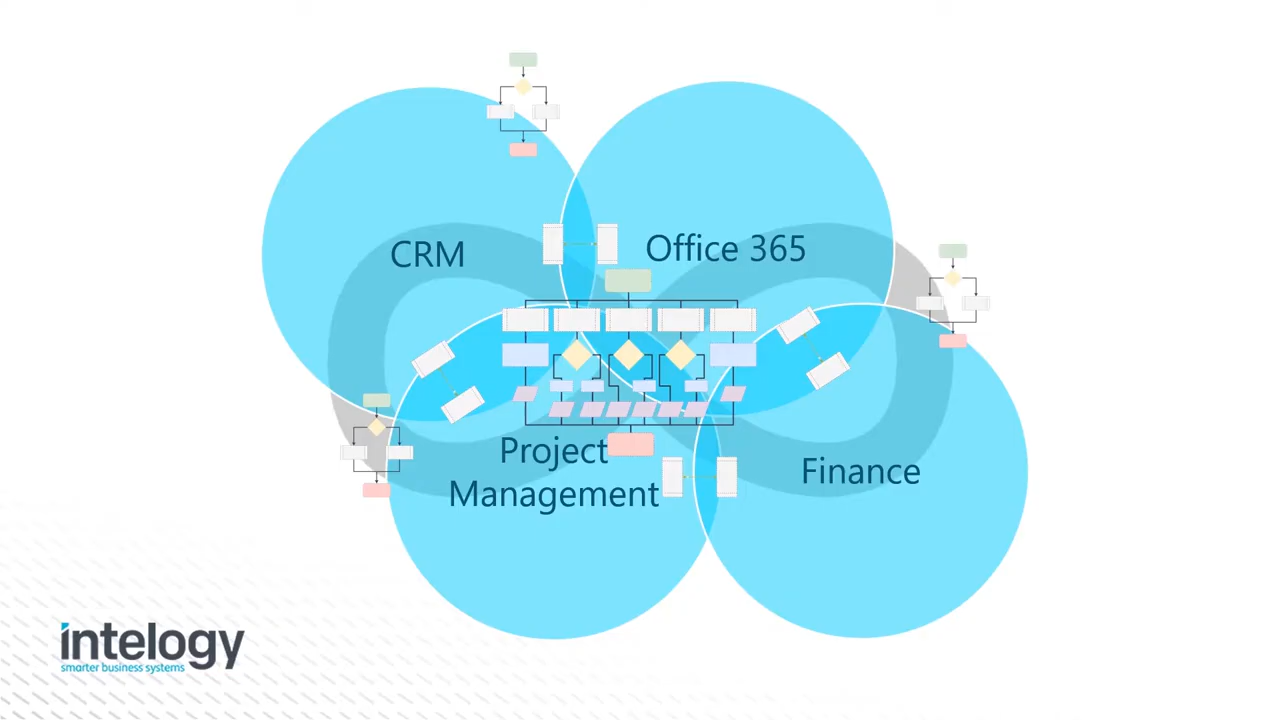 CRM
Office 365
Project
Management
Finance
intelogy
smarter business systems